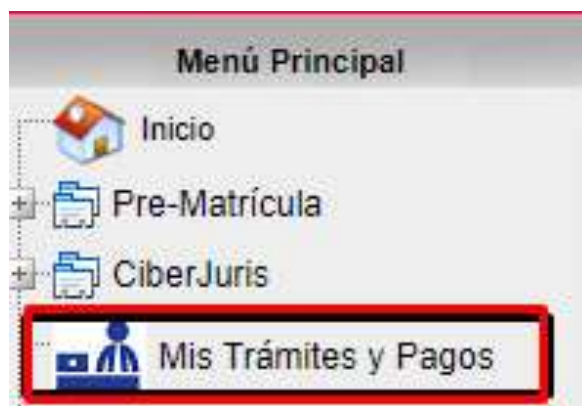 Menú Principal
Inicio
Pre-Matrícula
CiberJuris
Mis Trámites y Pagos